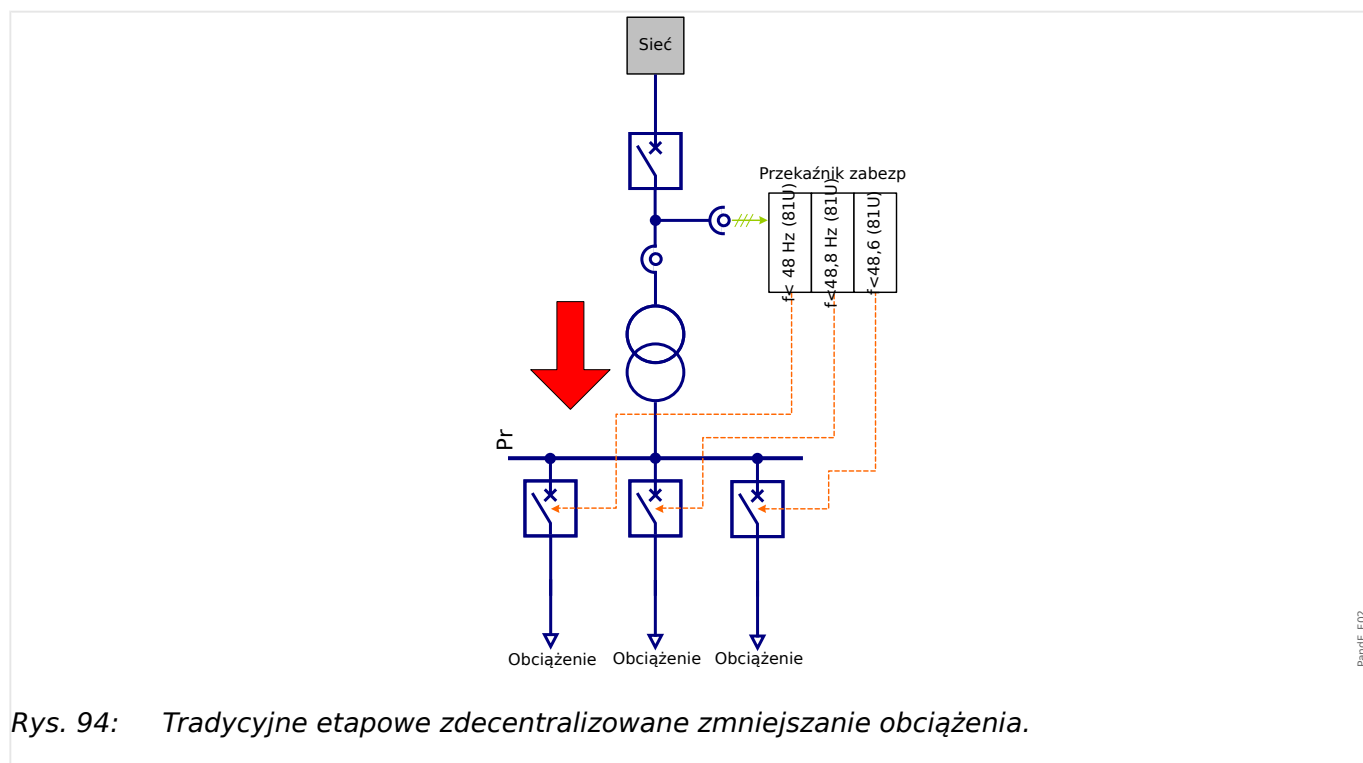 Sieć
Przekaźnik zabezp
f< 48 Hz (81U)
f<48,8 Hz (81U)
f<48,6 (81U)
Pr
Obciążenie
Obciążenie
Obciążenie
PandF_E02
Rys. 94: Tradycyjne etapowe zdecentralizowane zmniejszanie obciążenia.